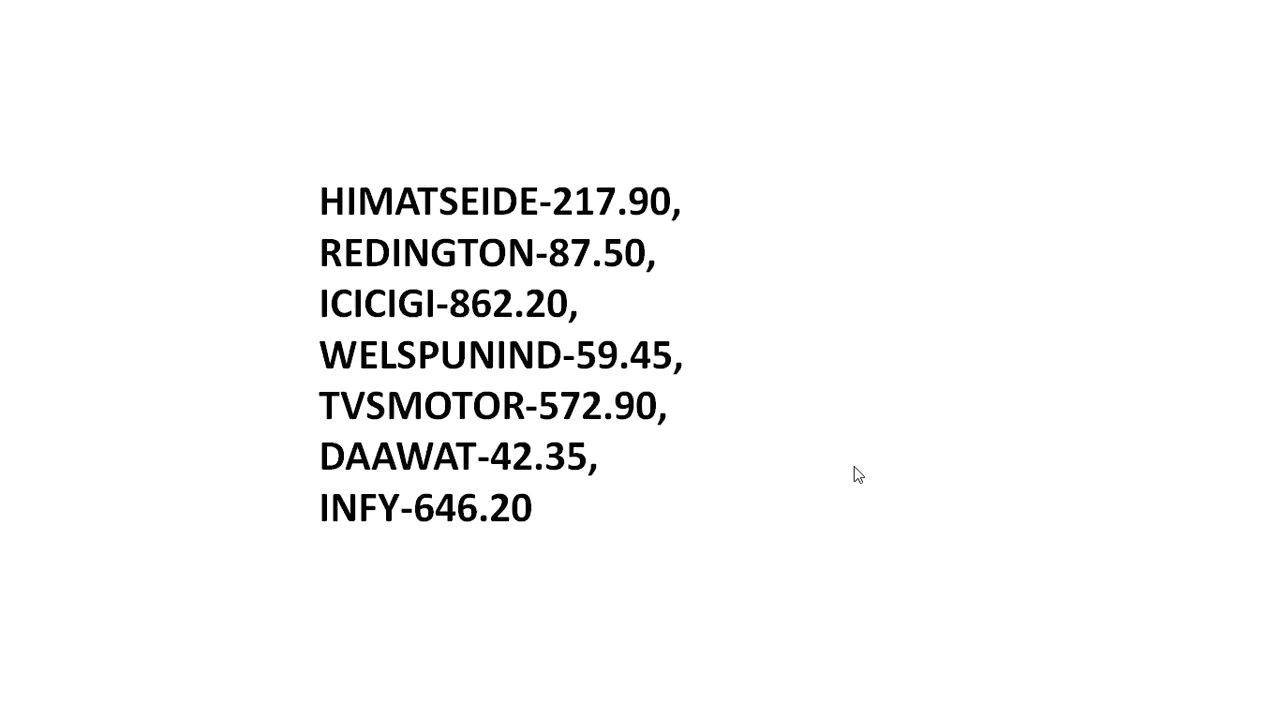 HIMATSEIDE-217.90,
REDINGTON-87.50,
ICICIGI-862.20,
WELSPUNIND-59.45,
TVSMOTOR-572.90,
DAAWAT-42.35,
INFY-646.20